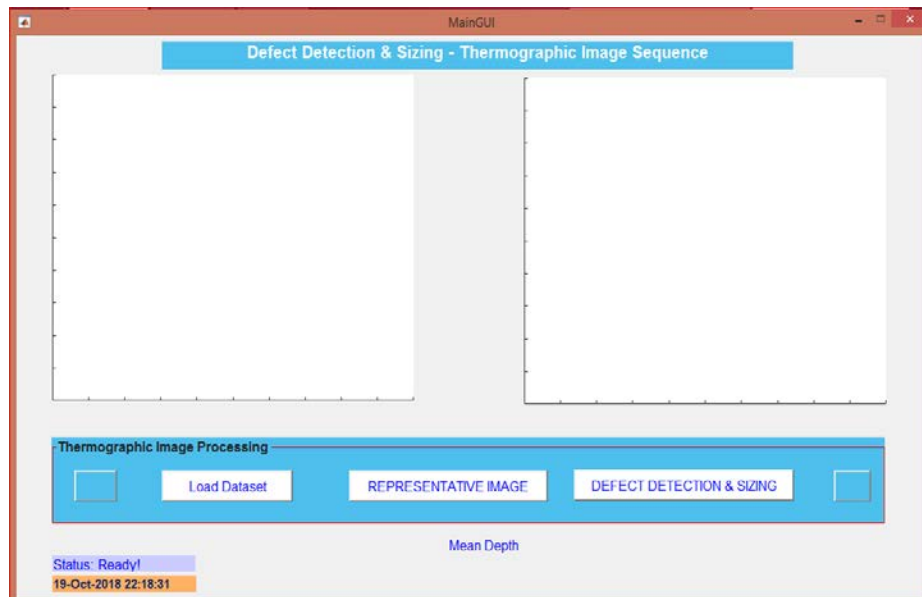 MainGUI
Defect Detection & Sizing - Thermographic Image Sequence
Thermographic Image Processing
Load Dataset
REPRESENTATIVE IMAGE
DEFECT DETECTION & SIZING
Mean Depth
Status: Ready!
19-Oct-2018 22:18:31